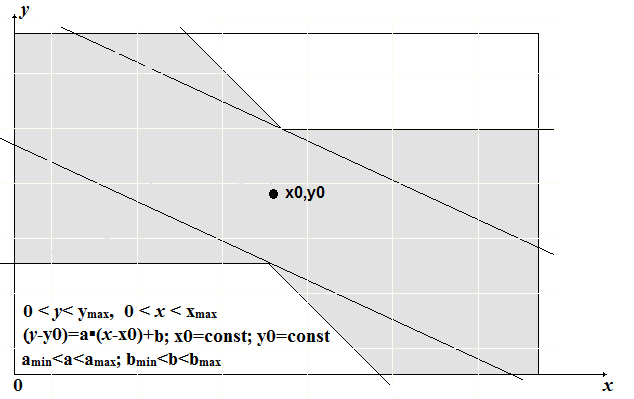 y
x0,y0
0 < y < ymax, 0 < x < xmax
(y-y0)=a▪(x-x0)+b; x0=const; y0=const
amin<a<amax; bmin<b<bmax
0
x